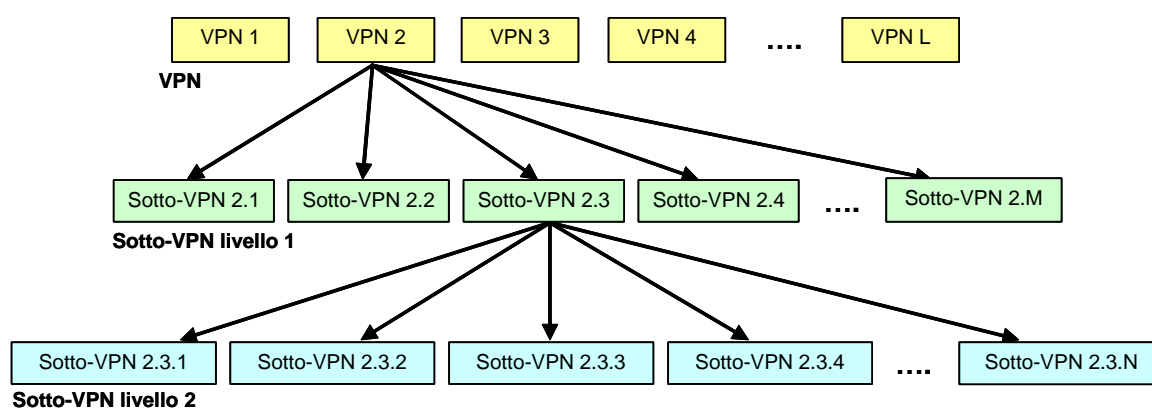 VPN 1 VPN 2 VPN 3 VPN 4 .... VPN L
VPN
Sotto-VPN 2.1 Sotto-VPN 2.2 Sotto-VPN 2.3 Sotto-VPN 2.4 .... Sotto-VPN 2.M
Sotto-VPN livello 1
Sotto-VPN 2.3.1 Sotto-VPN 2.3.2 Sotto-VPN 2.3.3 Sotto-VPN 2.3.4 .... Sotto-VPN 2.3.N
Sotto-VPN livello 2